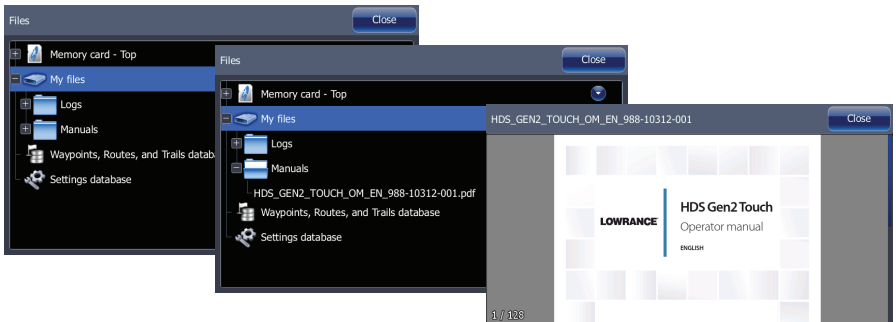 Files
Close
Memory card - Top
My files
Logs
Manuals
Waypoints, Routes, and Trails datab
Settings database
Files
Close
Memory card - Top
My files
Logs
Manuals
HDS_GEN2_TOUCH_OM_EN_988-10312-001.pdf
Waypoints, Routes, and Trails database
Settings database
HDS_GEN2_TOUCH_OM_EN_988-10312-001
Close
LOWRANCE
HDS Gen2 Touch
Operator manual
ENGLISH
1 / 128